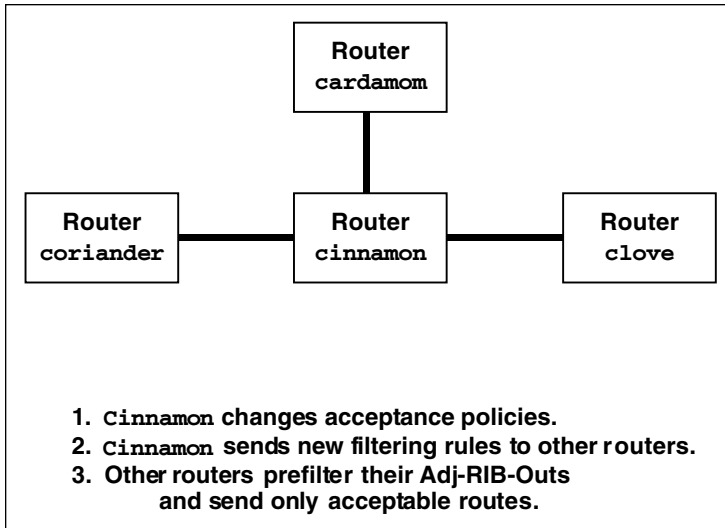 Router
cardamom
Router
coriander
Router
cinnamon
Router
clove
1. Cinnamon changes acceptance policies.
2. Cinnamon sends new filtering rules to other routers.
3. Other routers prefilter their Adj-RIB-Outs
and send only acceptable routes.